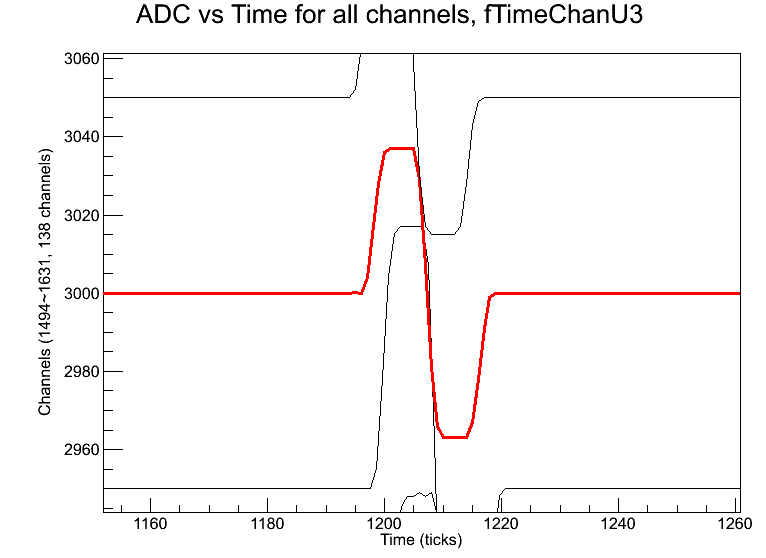 ADC vs Time for all channels, fTimeChanU3
Channels (1494~1631, 138 channels)
3060
3040
3020
3000
2980
2960
1160 1180 1200 1220 1240 1260
Time (ticks)